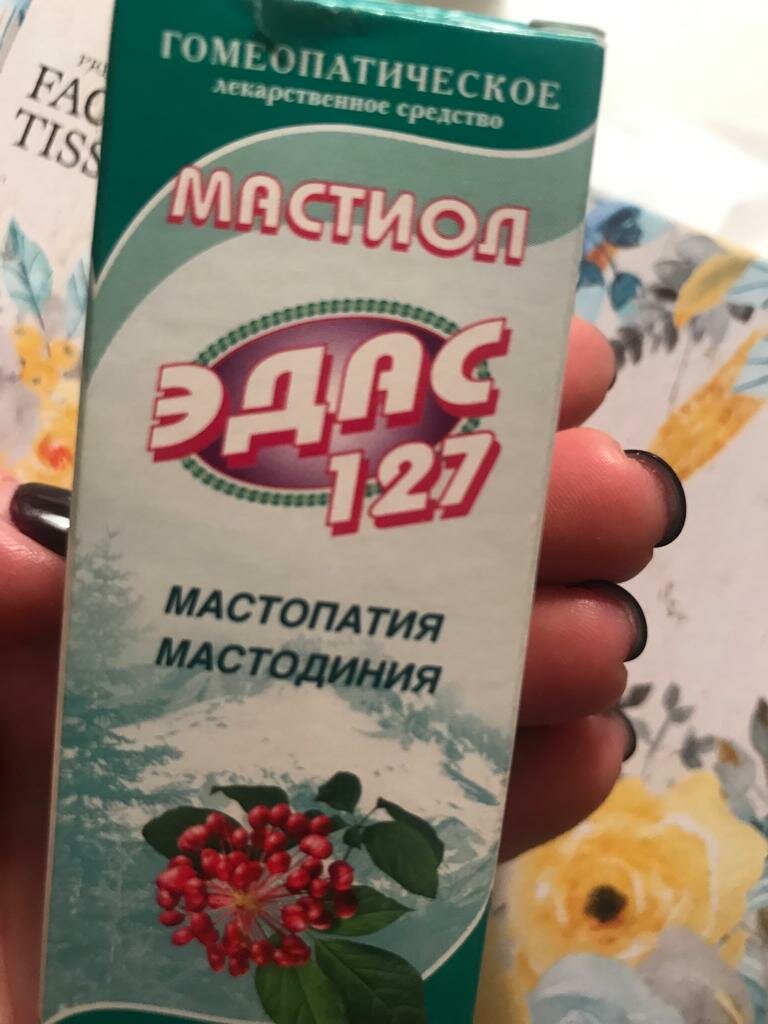 ГОМЕОПАТИЧЕСКОЕ
лекарственное средство
FAC
TISS
МАСТИОЛ
ЭДАС
127
МАСТОПАТИЯ
МАСТОДИНИЯ